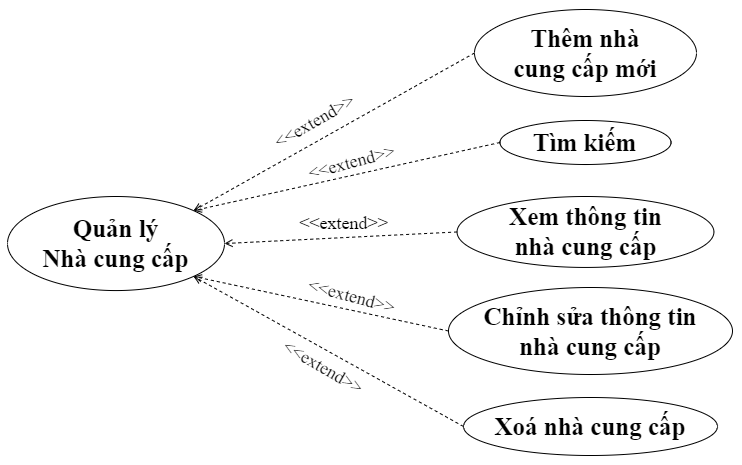 Thêm nhà
cung cấp mới
<<extend>>
Tìm kiếm
<<extend>>
Quản lý
Nhà cung cấp
<<extend>>
Xem thông tin
nhà cung cấp
<<extend>>
Chỉnh sửa thông tin
nhà cung cấp
<<extend>>
Xoá nhà cung cấp